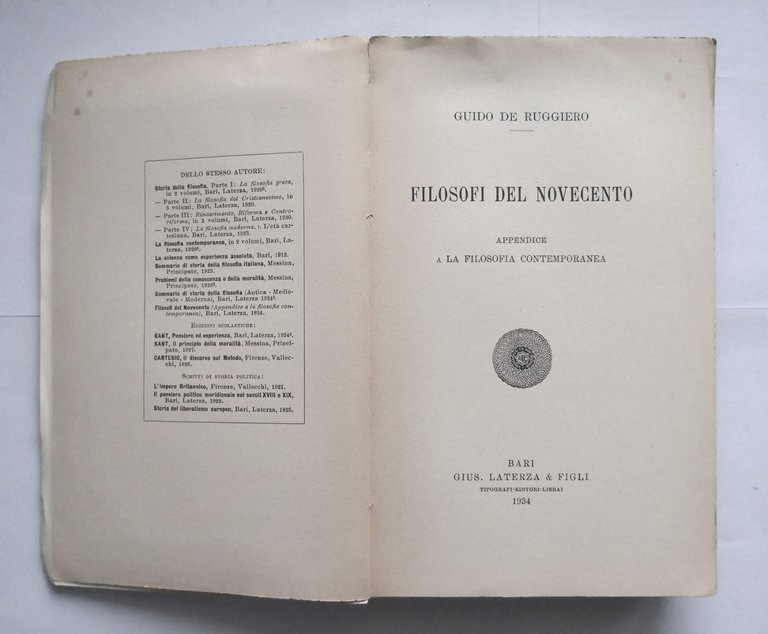 DELLO STESSO AUTORE:
Storia della filosofia. Parte I: La filosofia greca,
in 2 volumi, Bari, Laterza,
— Parte II: La filosofia del Cristianesimo, in
3 volumi, Bari, Laterza, 1920.
— Parte III: Rinascimento, Riforma e Contro-
riforma, in 2 volumi, Bari, Laterza, 1930.
— Parte IV: La filosofia moderna. I. L'età car-
tesiana, Bari, Laterza, 1933.
La filosofia contemporanea, in 2 volumi, Bari, La-
terza,
La scienza come esperienza assoluta, Bari, 1912.
Sommario di storia della filosofia italiana, Messina,
Principato, 1925.
Problemi della conoscenza e della moralità, Messina,
Principato,
Sommario di storia della filosofia (Antica - Medie-
vale - Moderna), Bari, Laterza
Filosofi del Novecento (Appendice a la filosofia con-
temporanea), Bari, Laterza, 1934.
EDIZIONI SCOLASTICHE:
KANT, Pensiero ed esperienza, Bari, Laterza,
KANT, Il principio della moralità, Messina, Princi-
pato, 1927.
CARTESIO, Il discorso sul Metodo, Firenze, Vallec-
chi, 1928.
SCRITTI DI STORIA POLITICA:
L'impero Britannico, Firenze, Vallecchi, 1921.
Il pensiero politico meridionale nei secoli XVIII e XIX,
Bari, Laterza, 1922.
Storia del liberalismo europeo, Bari, Laterza, 1925.
GUIDO DE RUGGIERO
FILOSOFI DEL NOVECENTO
APPENDICE
A LA FILOSOFIA CONTEMPORANEA
BARI
GIUS. LATERZA & FIGLI
TIPOGRAFI-EDITORI-LIBRAI
1934